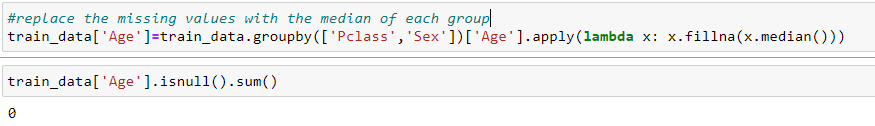 #replace the missing values with the median of each group
train_data['Age']=train_data.groupby(['Pclass','Sex'])['Age'].apply(lambda x: x.fillna(x.median()))
train_data['Age'].isnull().sum()
0